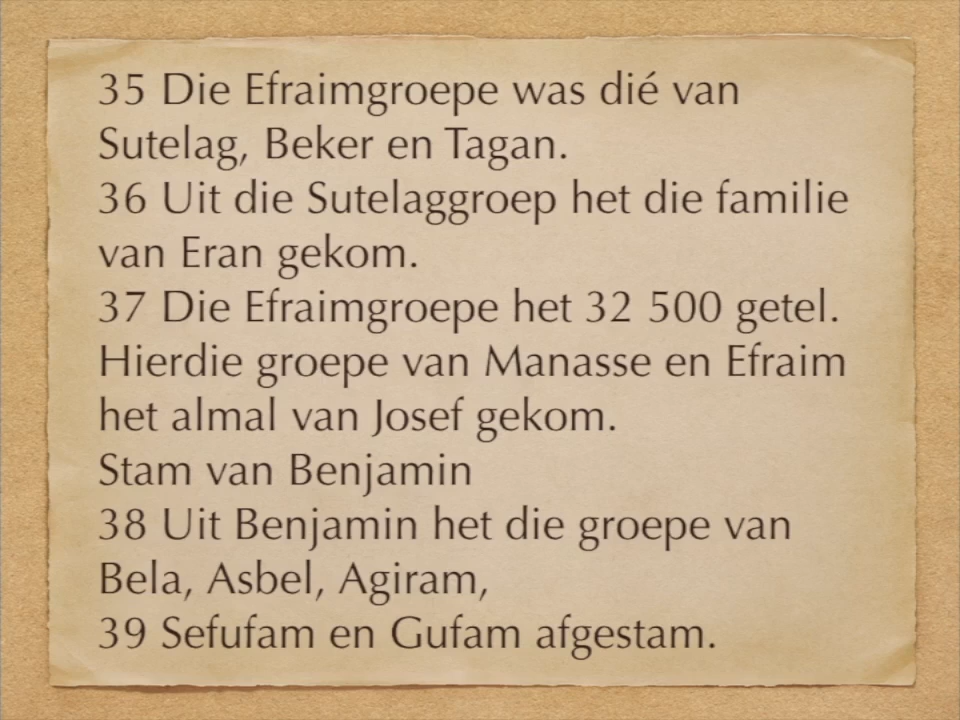 35 Die Efraimgroepe was dié van
Sutelag, Beker en Tagan.
36 Uit die Sutelaggroep het die familie
van Eran gekom.
37 Die Efraimgroepe het 32 500 getel.
Hierdie groepe van Manasse en Efraim
het almal van Josef gekom.
Stam van Benjamin
38 Uit Benjamin het die groepe van
Bela, Asbel, Agiram,
39 Sefufam en Gufam afgestam.